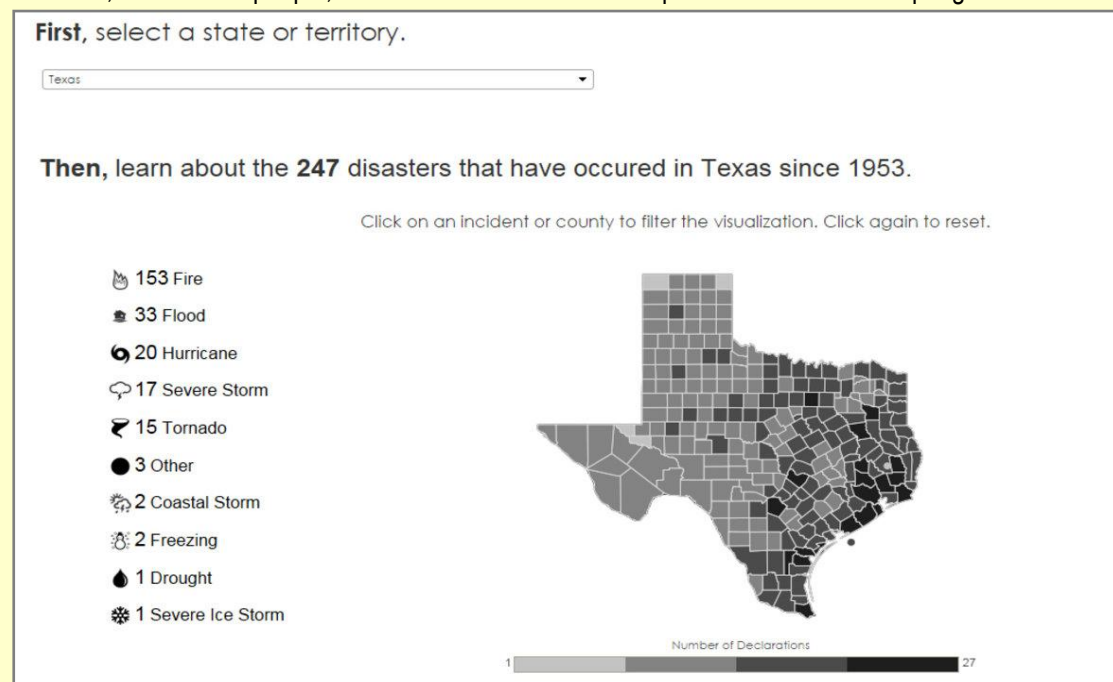 First, select a state or territory.
Texas
Then, learn about the 247 disasters that have occured in Texas since 1953.
Click on an incident or county to filter the visualization. Click again to reset.
153 Fire
33 Flood
20 Hurricane
17 Severe Storm
15 Tornado
3 Other
2 Coastal Storm
2 Freezing
1 Drought
1 Severe Ice Storm
Number of Declarations
1 27